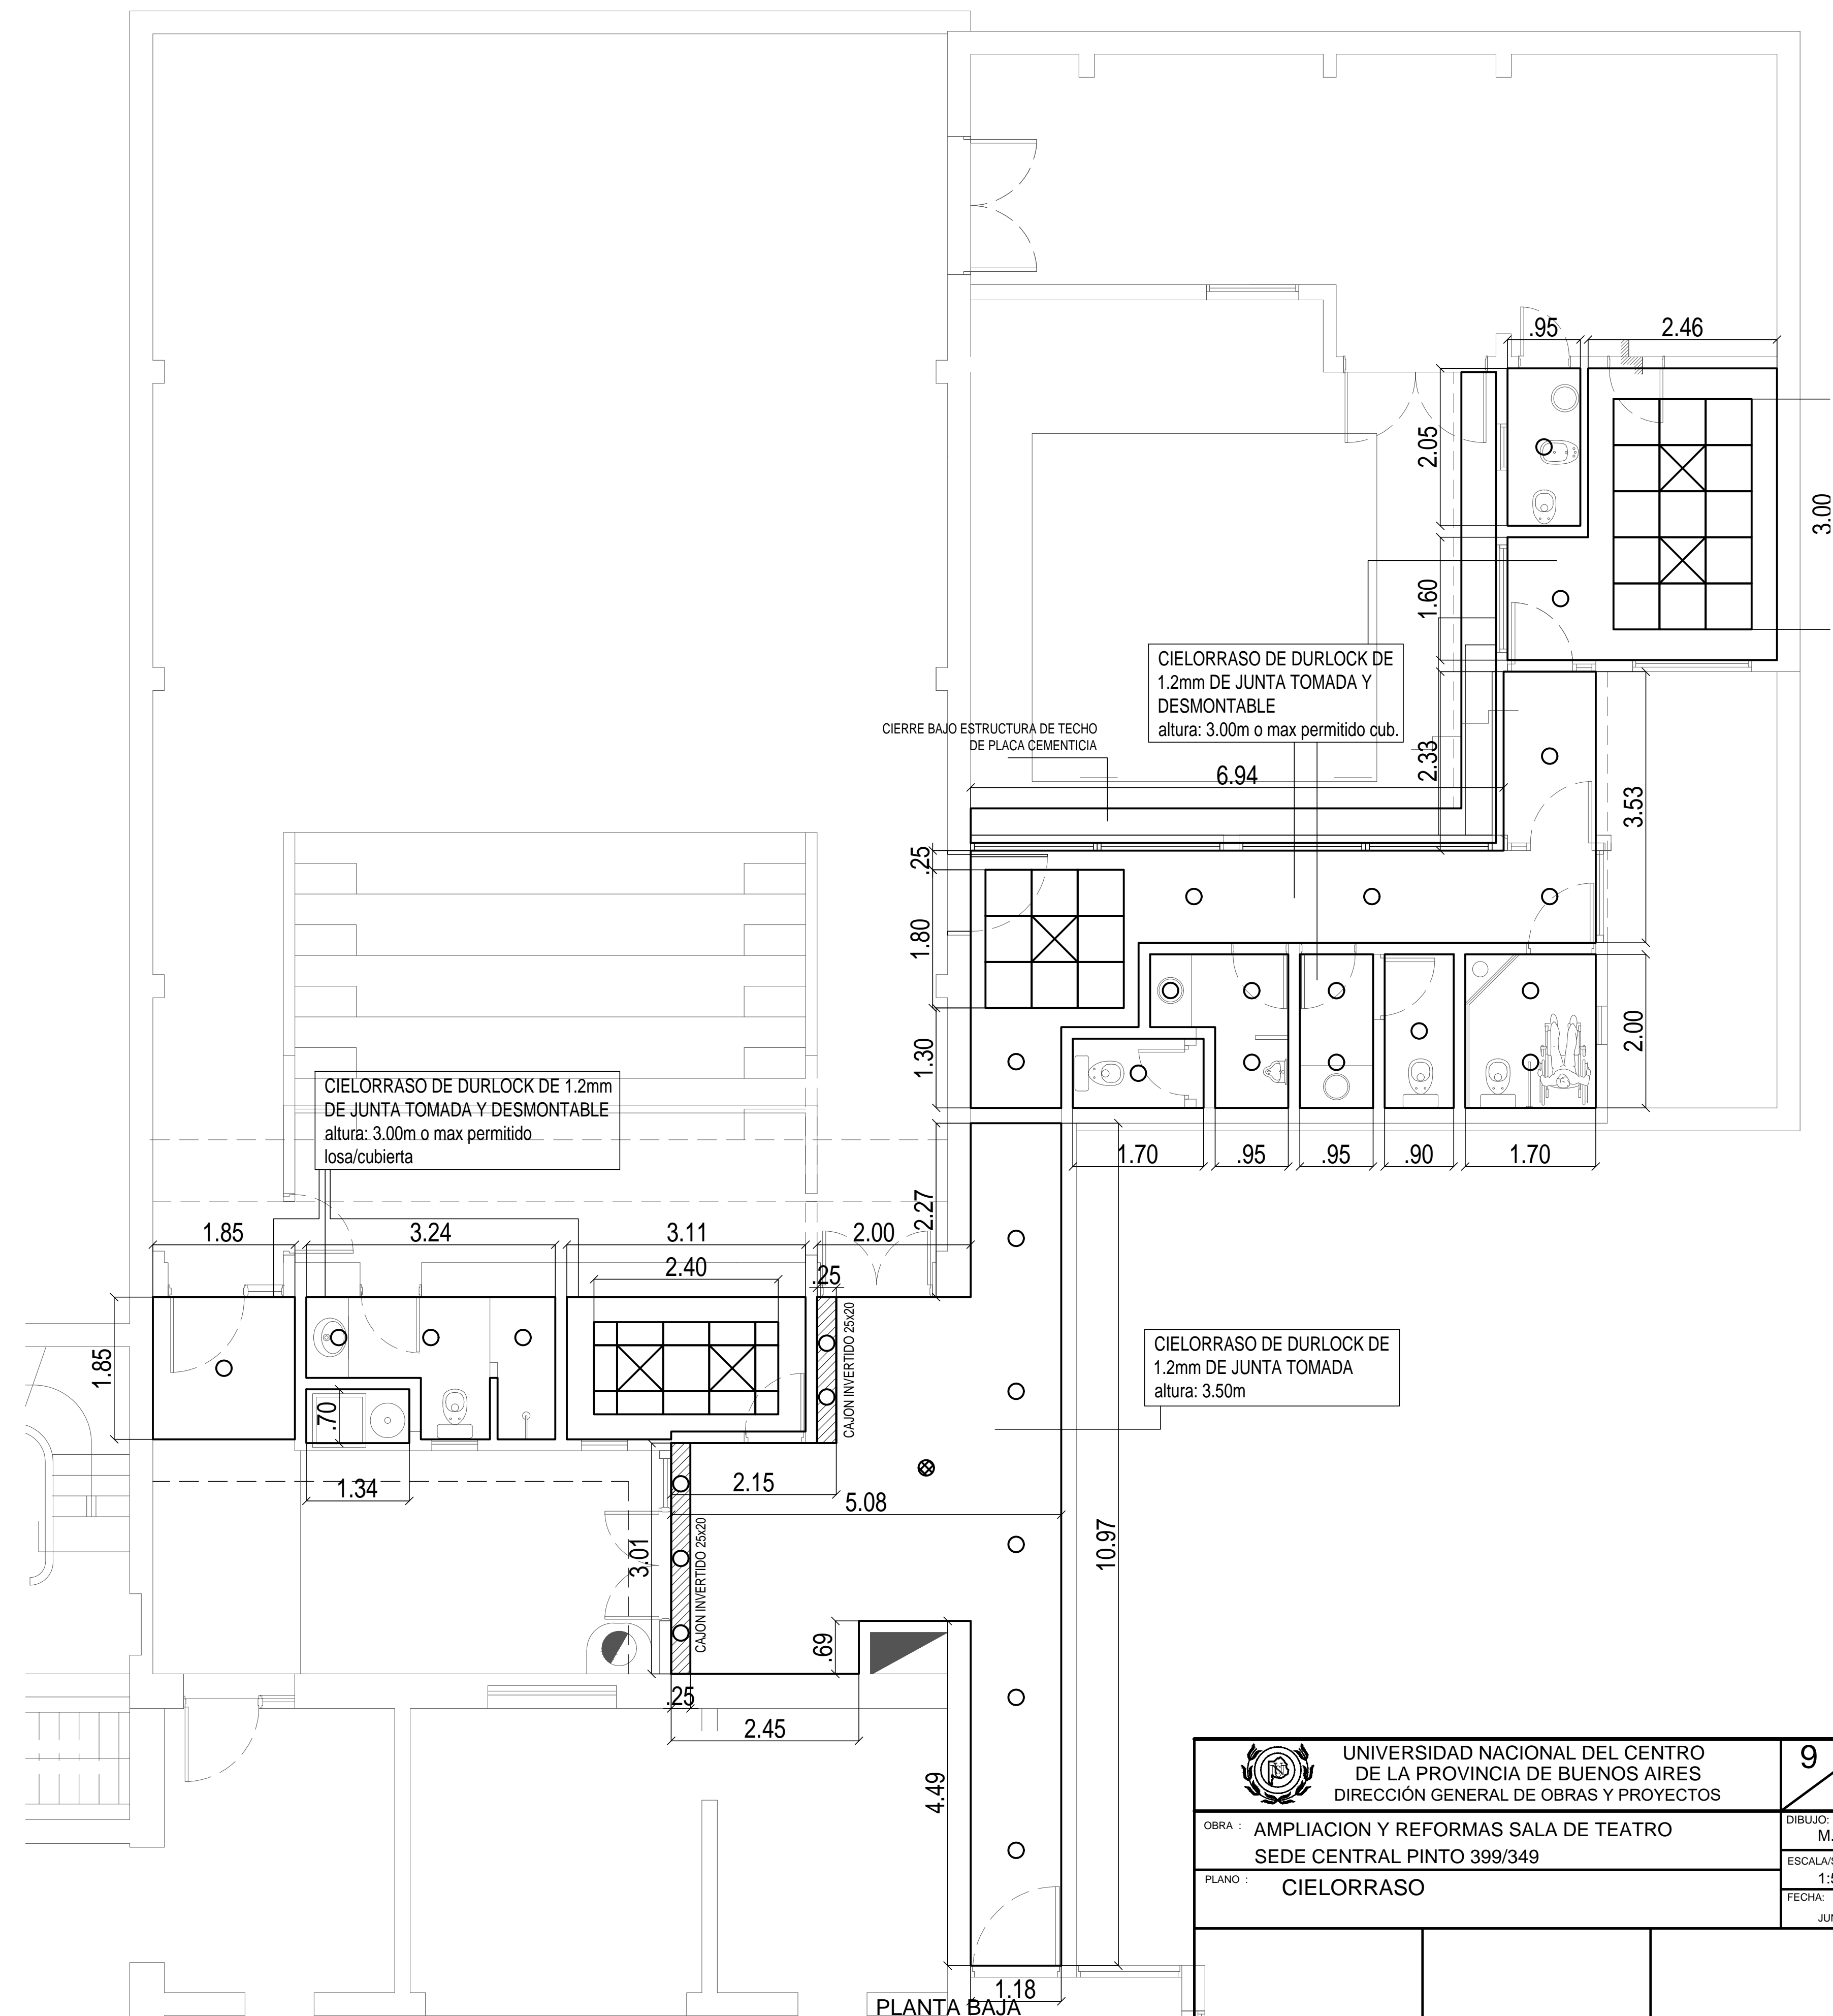 .95
2.46
2.05
3.00
1.60
CIELORRASO DE DURLOCK DE
1.2mm DE JUNTA TOMADA Y
DESMONTABLE
altura: 3.00m o max permitido cub.
CIERRE BAJO ESTRUCTURA DE TECHO
DE PLACA CEMENTICIA
2.33
6.94
3.53
.25
1.80
1.30
2.00
CIELORRASO DE DURLOCK DE 1.2mm
DE JUNTA TOMADA Y DESMONTABLE
altura: 3.00m o max permitido
losa/cubierta
1.70
.95
.95
.90
1.70
2.27
1.85
3.24
3.11
2.00
2.40
.25
CAJON INVERTIDO 25x20
1.85
.70
1.34
CIELORRASO DE DURLOCK DE
1.2mm DE JUNTA TOMADA
altura: 3.50m
2.15
5.08
10.97
3.01
CAJON INVERTIDO 25x20
.69
.25
2.45
4.49
1.18
PLANTA BAJA
UNIVERSIDAD NACIONAL DEL CENTRO
DE LA PROVINCIA DE BUENOS AIRES
DIRECCIÓN GENERAL DE OBRAS Y PROYECTOS
9
OBRA : AMPLIACION Y REFORMAS SALA DE TEATRO
SEDE CENTRAL PINTO 399/349
DIBUJO:
M.
PLANO : CIELORRASO
ESCALA/
FECHA: